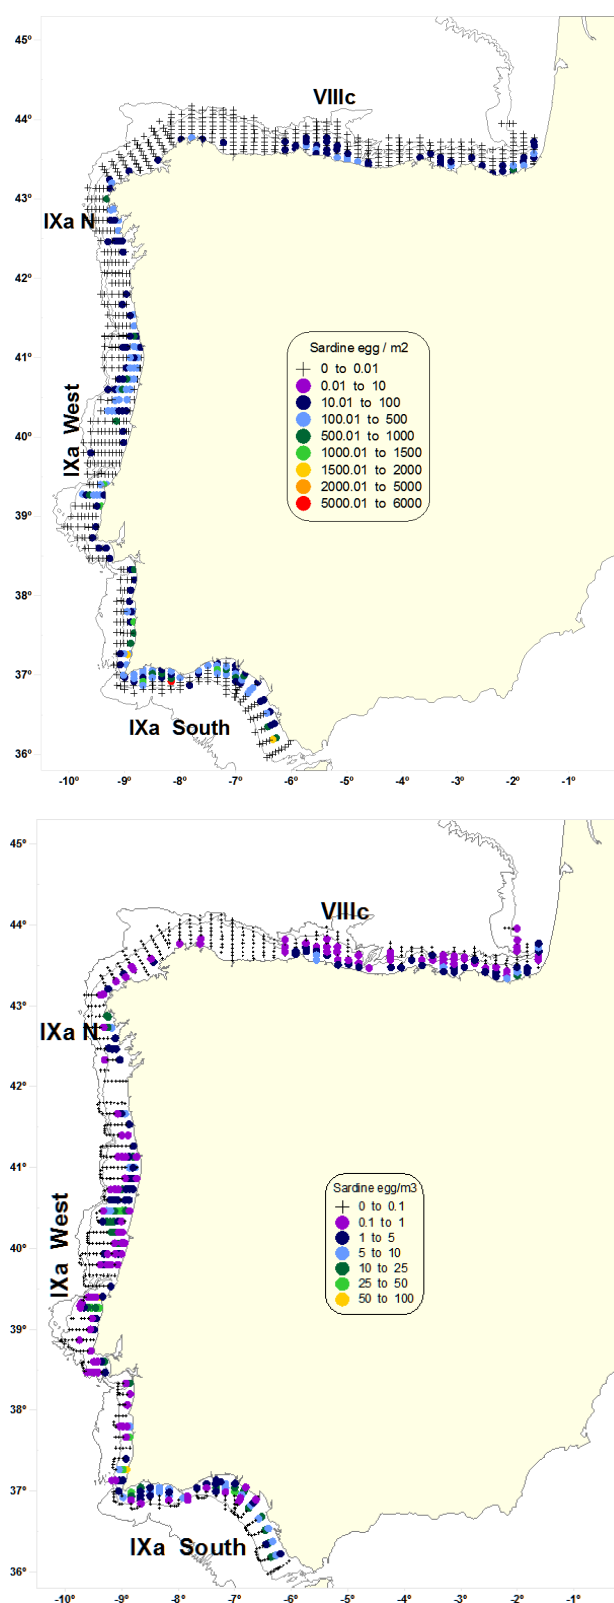 45°
44°
VIIIc
43°
IXa N
42°
Sardine egg / m2
0 to 0.01
41°
0.01 to 10
10.01 to 100
100.01 to 500
500.01 to 1000
40°
IXa West
1000.01 to 1500
1500.01 to 2000
2000.01 to 5000
5000.01 to 6000
39°
38°
37°
IXa South
36°
-10° -9° -8° -7° -6° -5° -4° -3° -2° -1°
45°
44°
VIIIc
43°
IXa N
42°
41°
Sardine egg/m3
0 to 0.1
0.1 to 1
1 to 5
40°
IXa West
5 to 10
10 to 25
25 to 50
50 to 100
39°
38°
37°
IXa South
36°
-10° -9° -8° -7° -6° -5° -4° -3° -2° -1°